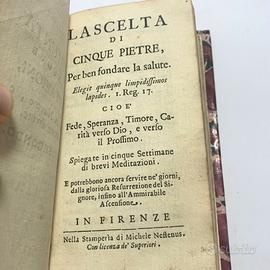 LA SCELTA
DI
CINQUE PIETRE,
Per ben fondare la salute.
Elegit quinque limpidissimos
lapides. 1. Reg. 17.
CIOE'
Fede, Speranza, Timore, Ca-
rità verso Dio, e verso
il Prossimo.
Spiegate in cinque Settimane
di brevi Meditazioni.
E potrebbono ancora servire ne' giorni,
dalla gloriosa Resurrezione del Si-
gnore, infino all'Ammirabile
Ascensione.
IN FIRENZE
Nella Stamperia di Michele Nestenus.
Con licenza de' Superiori.